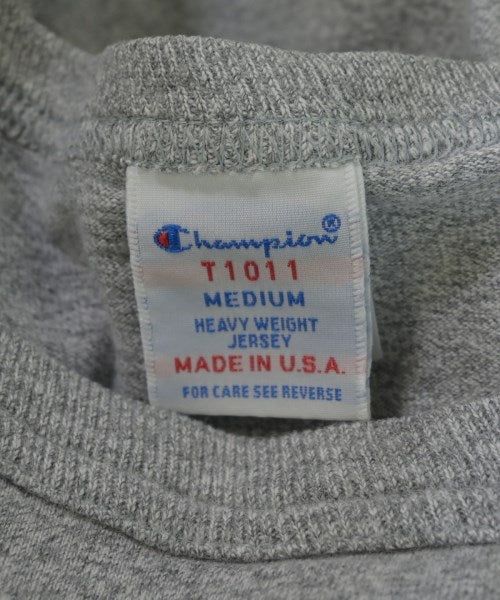 Champion®
T1011
MEDIUM
HEAVY WEIGHT
JERSEY
MADE IN U.S.A.
FOR CARE SEE REVERSE